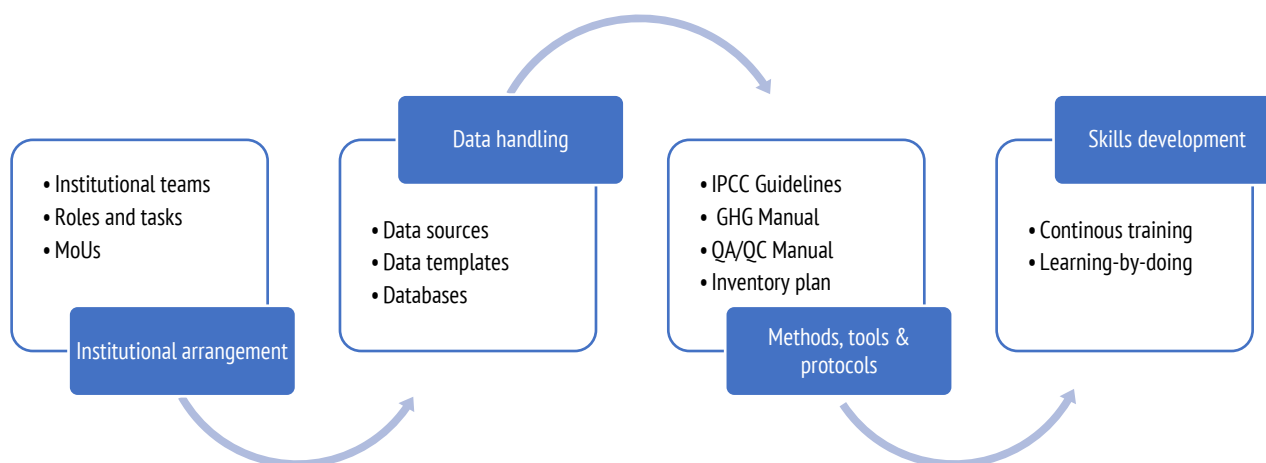 • Institutional teams
• Roles and tasks
• MoUs
Institutional arrangement
Data handling
• Data sources
• Data templates
• Databases
• IPCC Guidelines
• GHG Manual
• QA/QC Manual
• Inventory plan
Methods, tools &
protocols
Skills development
• Continous training
• Learning-by-doing